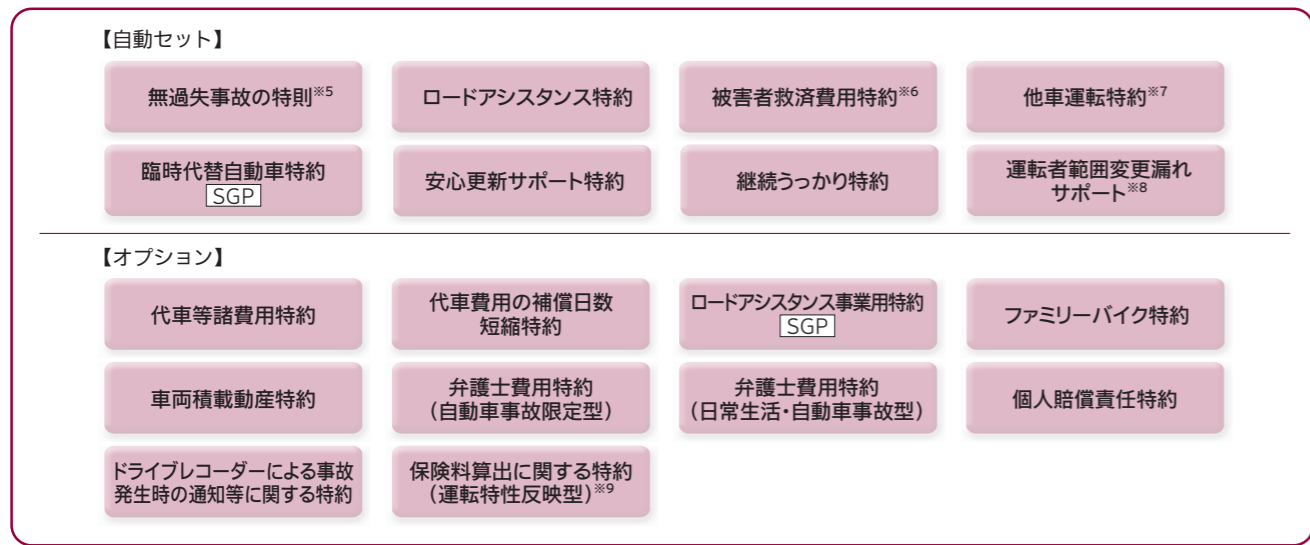 【自動セット】
無過失事故の特則※5
ロードアシスタンス特約
被害者救済費用特約※6
他車運転特約※7
臨時代替自動車特約
SGP
安心更新サポート特約
継続うっかり特約
運転者範囲変更漏れ
サポート※8
【オプション】
代車等諸費用特約
代車費用の補償日数
短縮特約
ロードアシスタンス事業用特約
SGP
ファミリーバイク特約
車両積載動産特約
弁護士費用特約
（自動車事故限定型）
弁護士費用特約
（日常生活・自動車事故型）
個人賠償責任特約
ドライブレコーダーによる事故
発生時の通知等に関する特約
保険料算出に関する特約
（運転特性反映型）※9